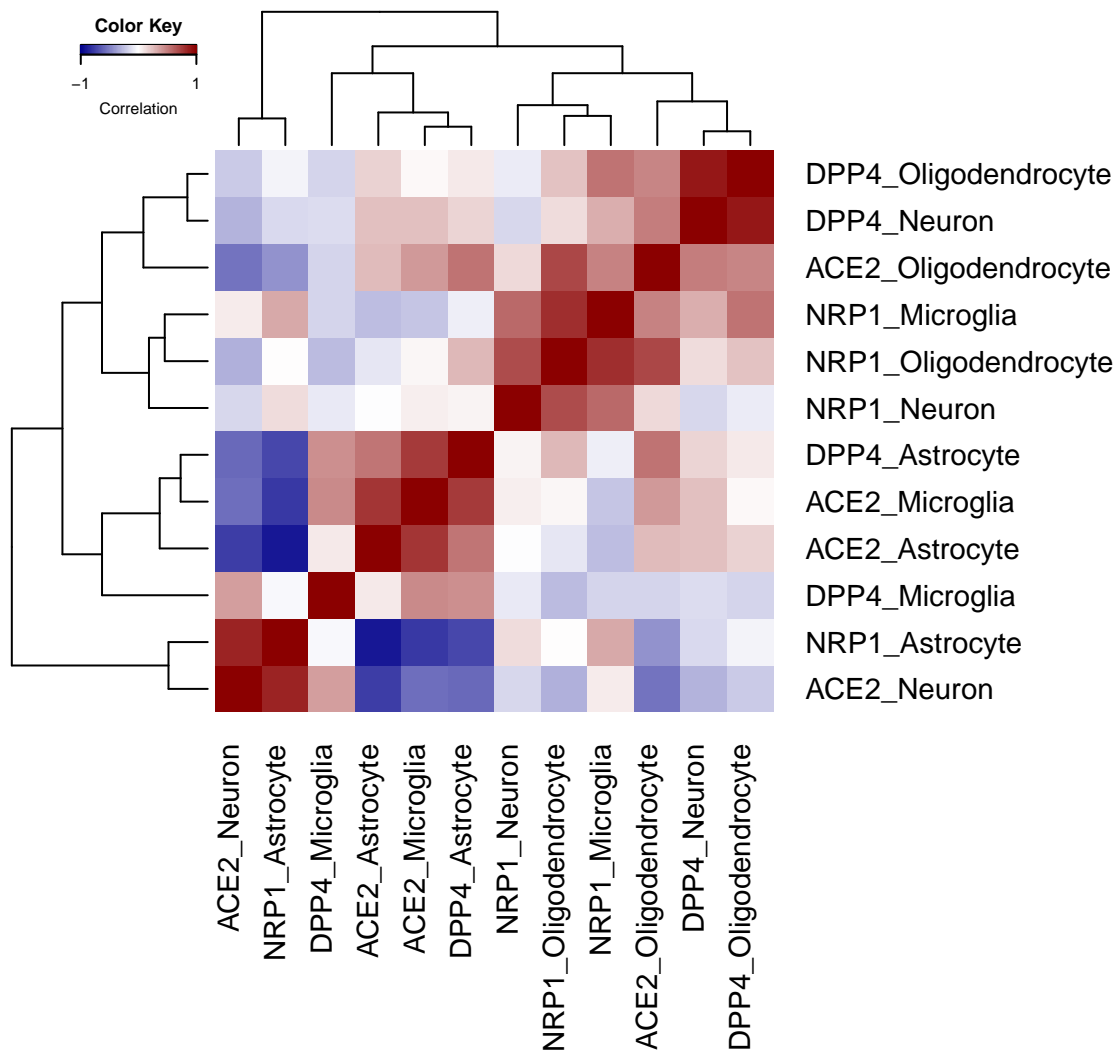 Color Key
−1
1
Correlation
DPP4_Oligodendrocyte
DPP4_Neuron
ACE2_Oligodendrocyte
NRP1_Microglia
NRP1_Oligodendrocyte
NRP1_Neuron
DPP4_Astrocyte
ACE2_Microglia
ACE2_Astrocyte
DPP4_Microglia
NRP1_Astrocyte
ACE2_Neuron
ACE2_Neuron
NRP1_Astrocyte
DPP4_Microglia
ACE2_Astrocyte
ACE2_Microglia
DPP4_Astrocyte
NRP1_Neuron
NRP1_Oligodendrocyte
NRP1_Microglia
ACE2_Oligodendrocyte
DPP4_Neuron
DPP4_Oligodendrocyte